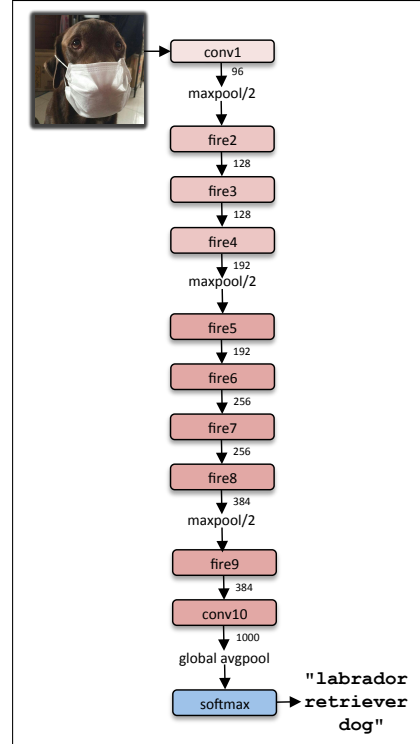 conv1
96
maxpool/2
fire2
128
fire3
128
fire4
192
maxpool/2
fire5
192
fire6
256
fire7
256
fire8
384
maxpool/2
fire9
384
conv10
1000
global avgpool
softmax
"labrador
retriever
dog"